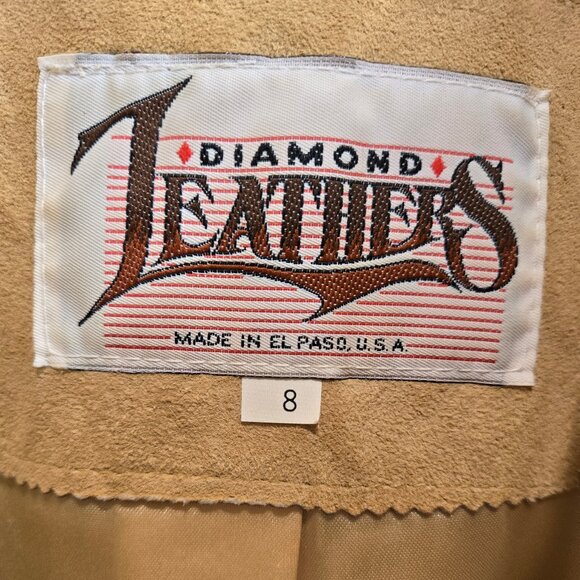 DIAMOND
LEATHERS
MADE IN EL PASO, U.S.A.
8